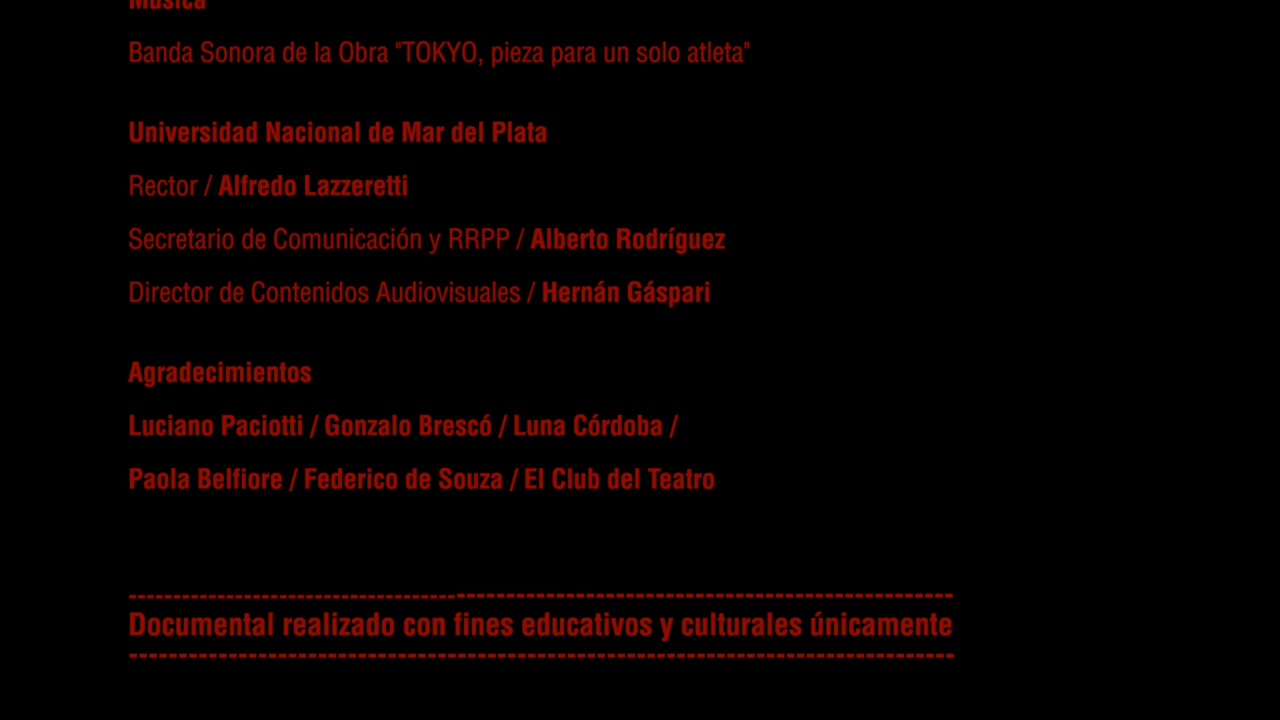 Música
Banda Sonora de la Obra "TOKYO, pieza para un solo atleta"
Universidad Nacional de Mar del Plata
Rector / Alfredo Lazzeretti
Secretario de Comunicación y RRPP / Alberto Rodríguez
Director de Contenidos Audiovisuales / Hernán Gáspari
Agradecimientos
Luciano Paciotti / Gonzalo Brescó / Luna Córdoba /
Paola Belfiore / Federico de Souza / El Club del Teatro
Documental realizado con fines educativos y culturales únicamente